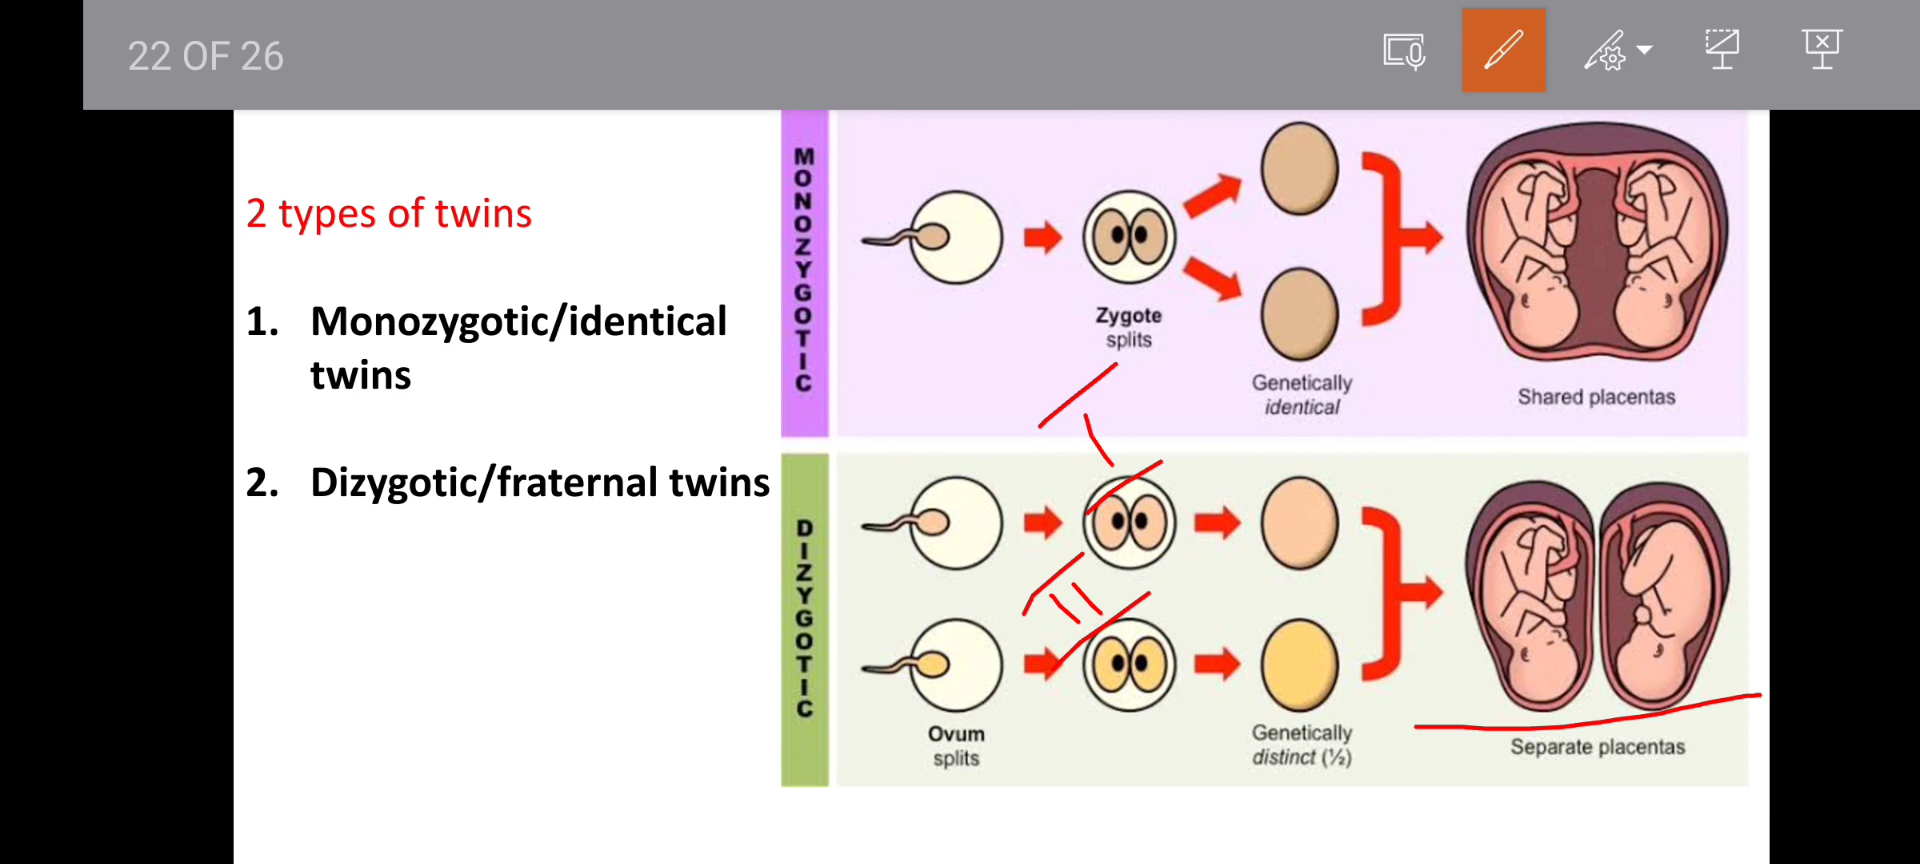 22 OF 26
2 types of twins
1. Monozygotic/identical
twins
2. Dizygotic/fraternal twins
MONOZYGOTIC
Zygote
splits
Genetically
identical
Shared placentas
DIZYGOTIC
Ovum
splits
Genetically
distinct (½)
Separate placentas